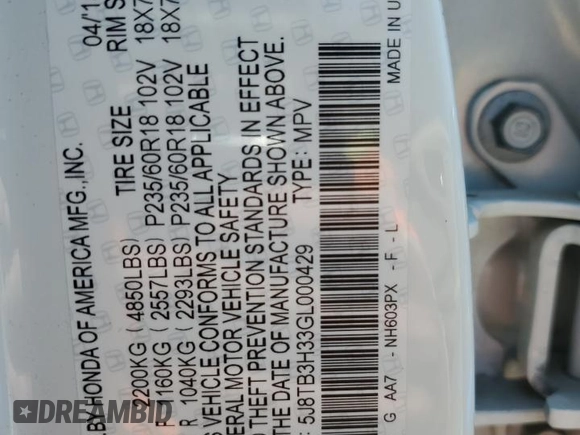 BY HONDA OF AMERICA MFG., INC. 04/1
TIRE SIZE RIM S
2200KG ( 4850LBS)
1160KG ( 2557LBS) P235/60R18 102V 18X7
R 1040KG ( 2293LBS) P235/60R18 102V 18X7
VEHICLE CONFORMS TO ALL APPLICABLE
ERAL MOTOR VEHICLE SAFETY
THEFT PREVENTION STANDARDS IN EFFECT
THE DATE OF MANUFACTURE SHOWN ABOVE.
: 5J8TB3H33GL000429 TYPE: MPV
G AA7 - NH603PX - F - L MADE IN U
JDEAMBID